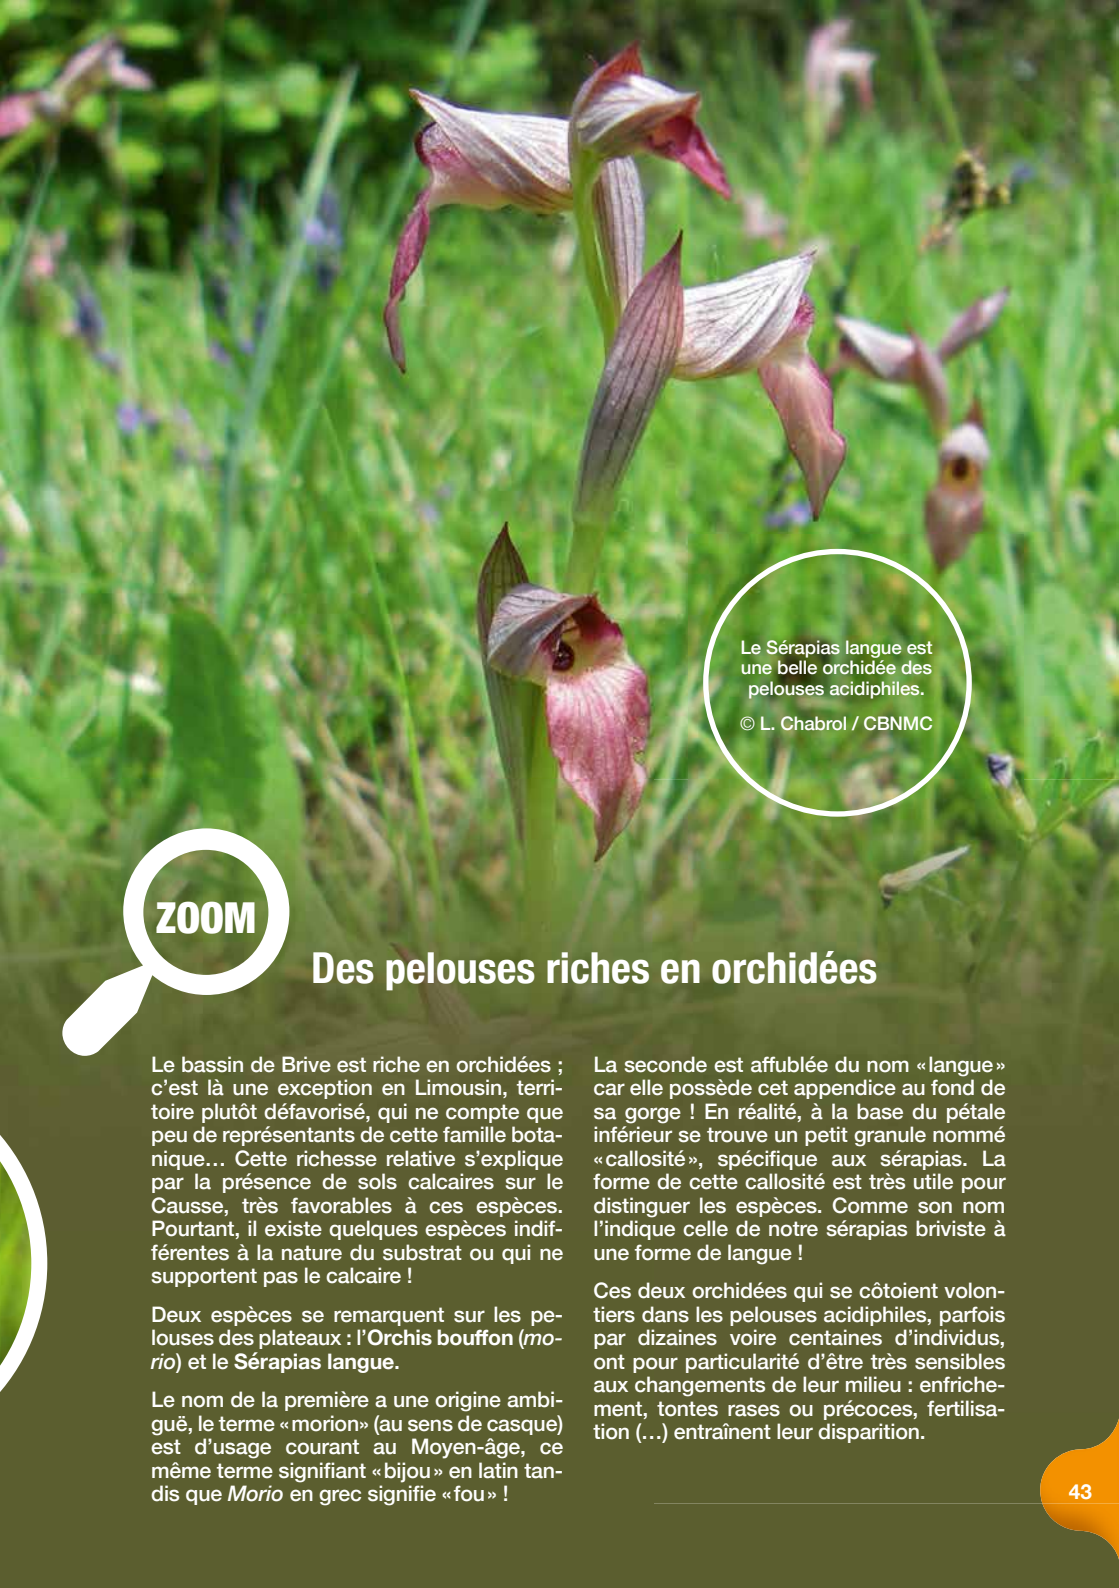 Le Sérapias langue est
une belle orchidée des
pelouses acidiphiles.
© L. Chabrol / CBNMC
ZOOM
Des pelouses riches en orchidées
Le bassin de Brive est riche en orchidées ;
c'est là une exception en Limousin, terri-
toire plutôt défavorisé, qui ne compte que
peu de représentants de cette famille bota-
nique… Cette richesse relative s'explique
par la présence de sols calcaires sur le
Causse, très favorables à ces espèces.
Pourtant, il existe quelques espèces indif-
férentes à la nature du substrat ou qui ne
supportent pas le calcaire !
Deux espèces se remarquent sur les pe-
louses des plateaux : l'Orchis bouffon (mo-
rio) et le Sérapias langue.
Le nom de la première a une origine ambi-
guë, le terme «morion» (au sens de casque)
est d'usage courant au Moyen-âge, ce
même terme signifiant «bijou» en latin tan-
dis que Morio en grec signifie «fou» !
La seconde est affublée du nom «langue»
car elle possède cet appendice au fond de
sa gorge ! En réalité, à la base du pétale
inférieur se trouve un petit granule nommé
«callosité», spécifique aux sérapias. La
forme de cette callosité est très utile pour
distinguer les espèces. Comme son nom
l'indique celle de notre sérapias briviste à
une forme de langue !
Ces deux orchidées qui se côtoient volon-
tiers dans les pelouses acidiphiles, parfois
par dizaines voire centaines d'individus,
ont pour particularité d'être très sensibles
aux changements de leur milieu : enfriche-
ment, tontes rases ou précoces, fertilisa-
tion (…) entraînent leur disparition.
43